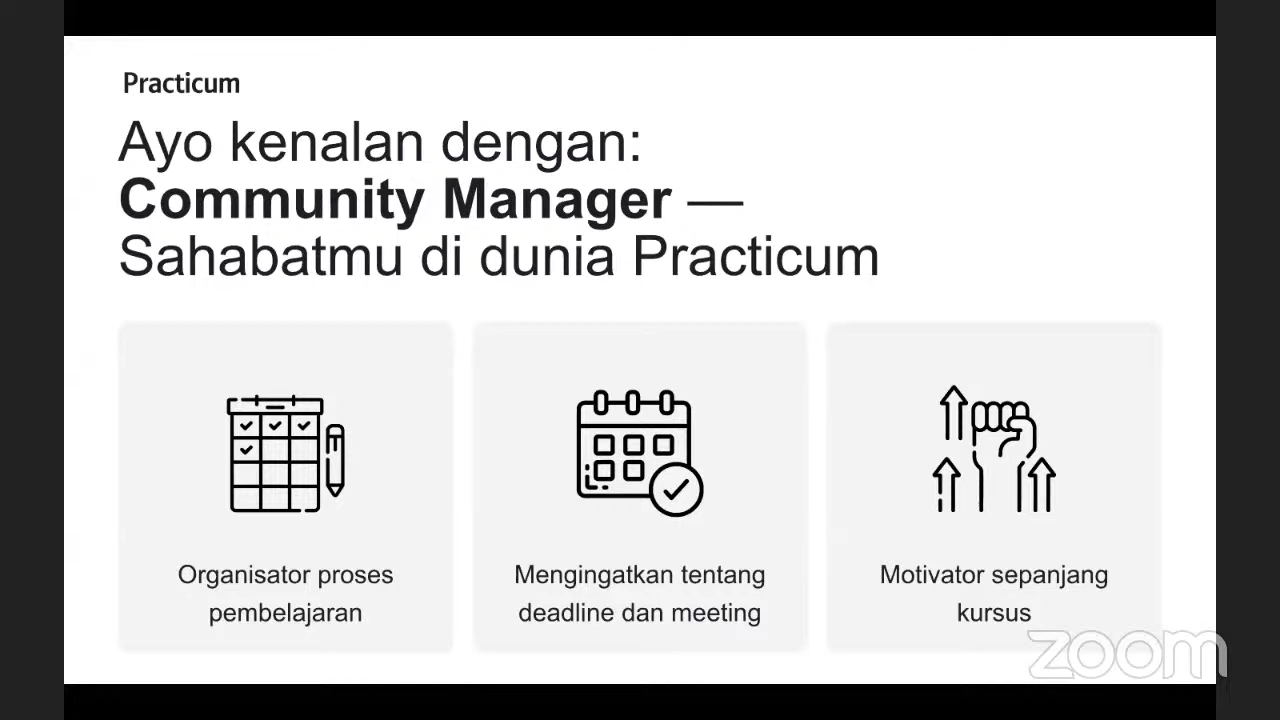 Practicum
Ayo kenalan dengan:
Community Manager —
Sahabatmu di dunia Practicum
Organisator proses
pembelajaran
Mengingatkan tentang
deadline dan meeting
Motivator sepanjang
kursus
zoom